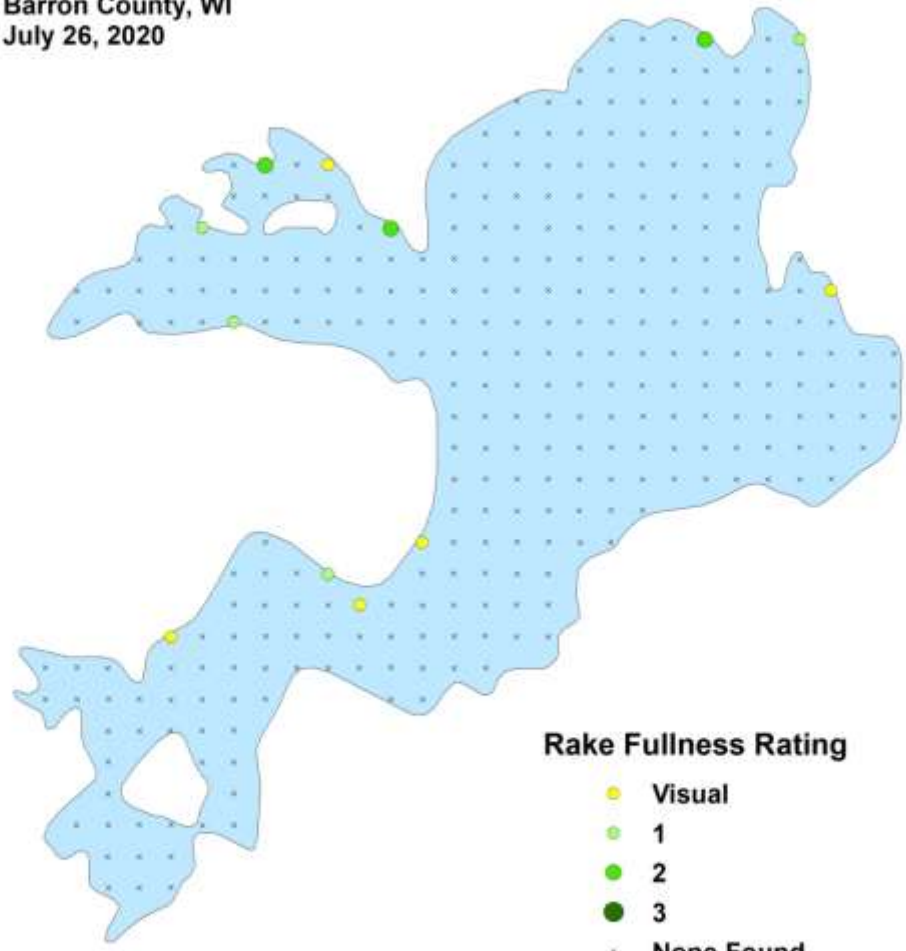 Barron County, WI
July 26, 2020
Rake Fullness Rating
Visual
1
2
3
None Found